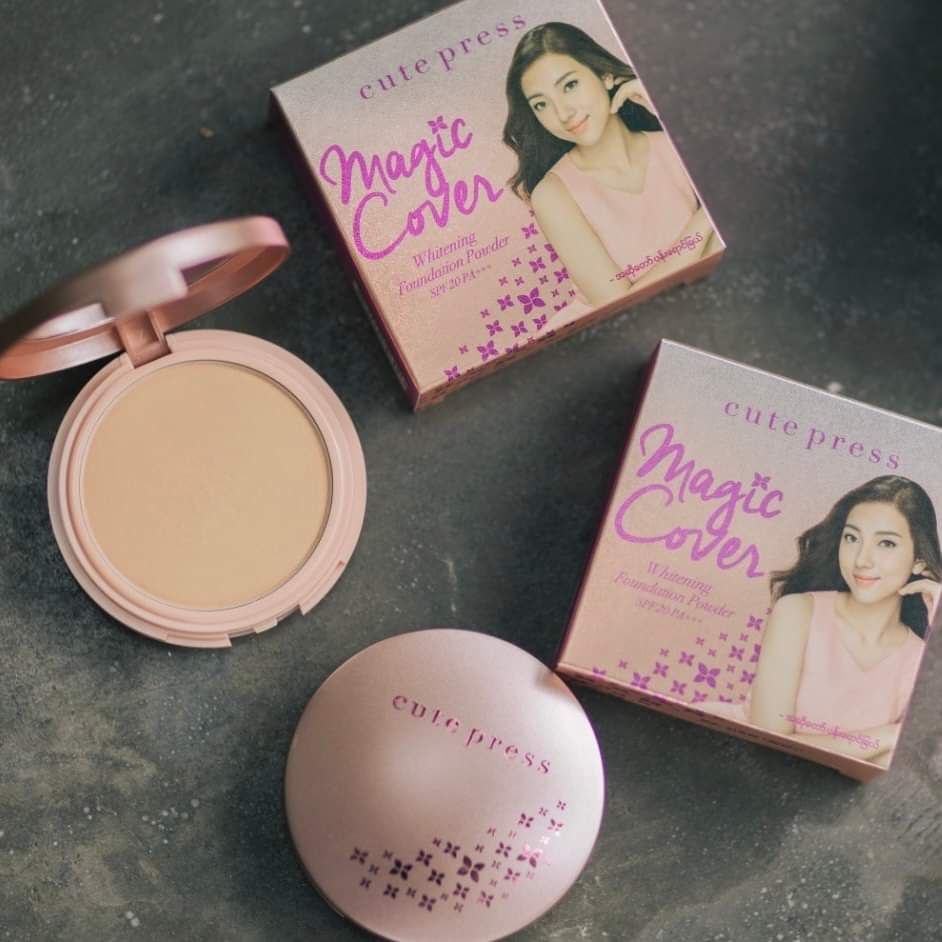 cute press
Magic
Cover
Whitening
Foundation Powder
SPF 20 PA+++
cute press
Magic
Cover
Whitening
Foundation Powder
SPF 20 PA+++
cute press